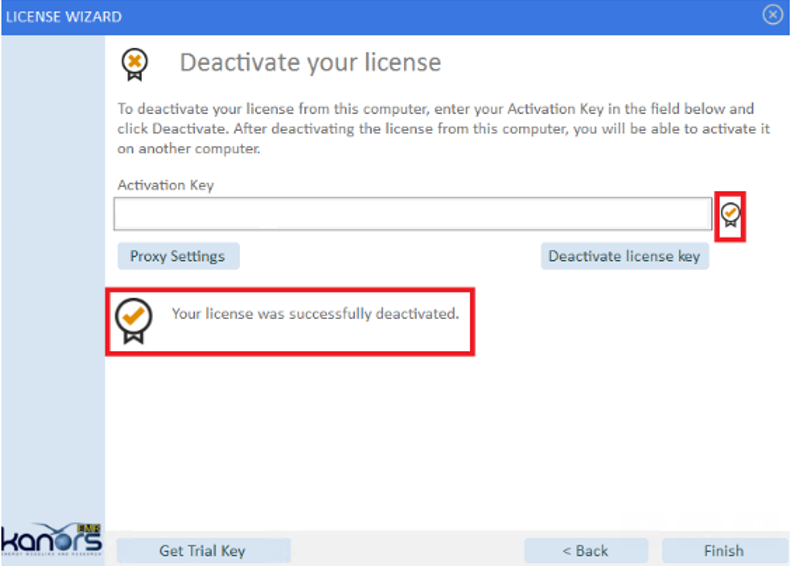 LICENSE WIZARD
Deactivate your license
To deactivate your license from this computer, enter your Activation Key in the field below and
click Deactivate. After deactivating the license from this computer, you will be able to activate it
on another computer.
Activation Key
Proxy Settings
Deactivate license key
Your license was successfully deactivated.
EMR
kanors
ENERGY MODELING AND RESEARCH
Get Trial Key
< Back
Finish